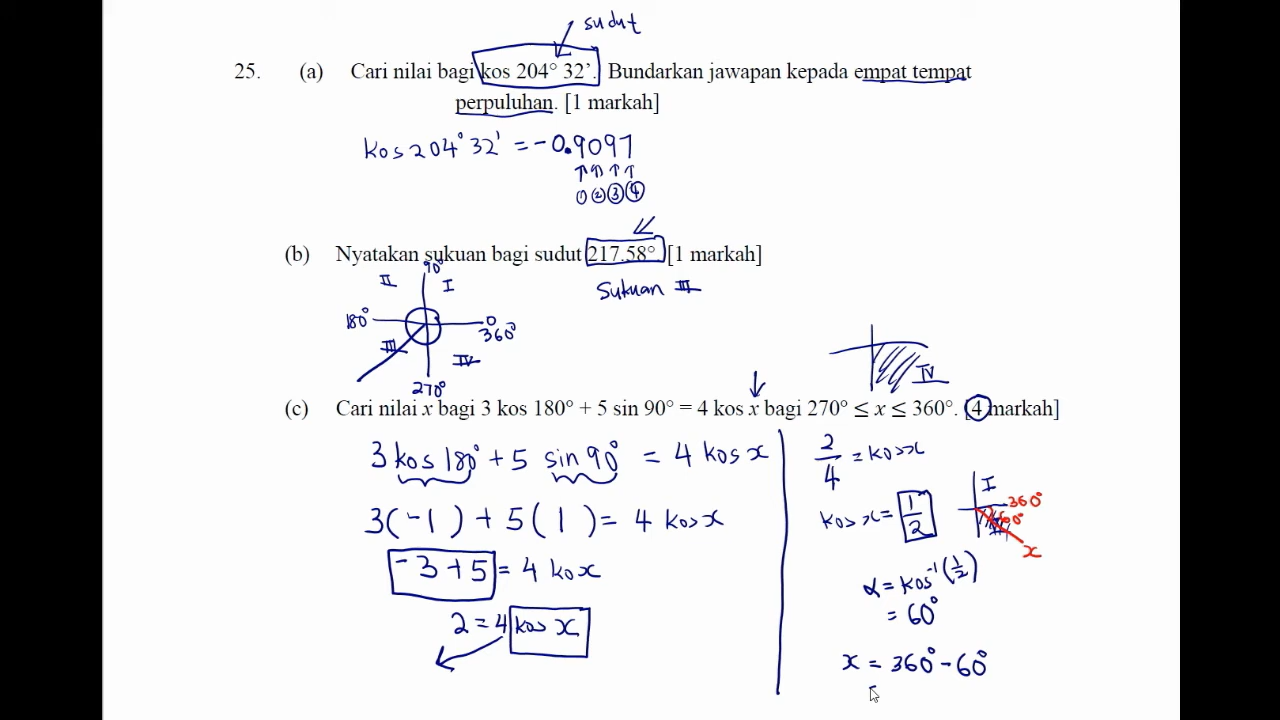 sudut
25. (a) Cari nilai bagi kos 204° 32’. Bundarkan jawapan kepada empat tempat
perpuluhan. [1 markah]
kos 204° 32' = -0.9097
① ② ③ ④
(b) Nyatakan sukuan bagi sudut 217.58°. [1 markah]
Sukuan III
90°
II I
180° 0
360°
III IV
270°
IV
(c) Cari nilai x bagi 3 kos 180° + 5 sin 90° = 4 kos x bagi 270° ≤ x ≤ 360°. [4 markah]
3 kos 180° + 5 sin 90° = 4 kos x
3(-1) + 5(1) = 4 kos x
-3 + 5 = 4 kos x
2 = 4 kos x
2/4 = kos x
kos x = 1/2
I
360°
60°
x
α = kos⁻¹(1/2)
= 60°
x = 360° - 60°